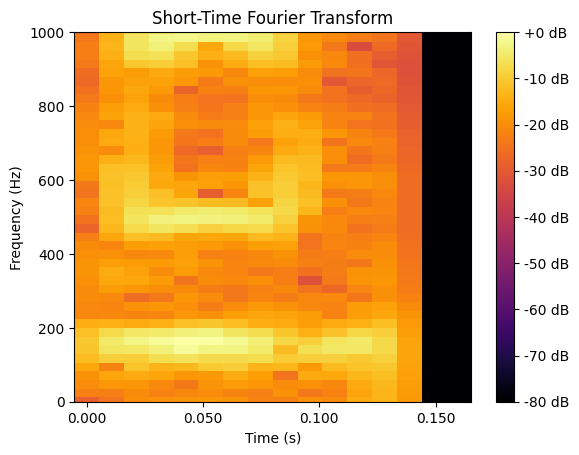 Short-Time Fourier Transform
1000
800
600
400
200
0
Frequency (Hz)
0.000
0.050
0.100
0.150
Time (s)
+0 dB
-10 dB
-20 dB
-30 dB
-40 dB
-50 dB
-60 dB
-70 dB
-80 dB